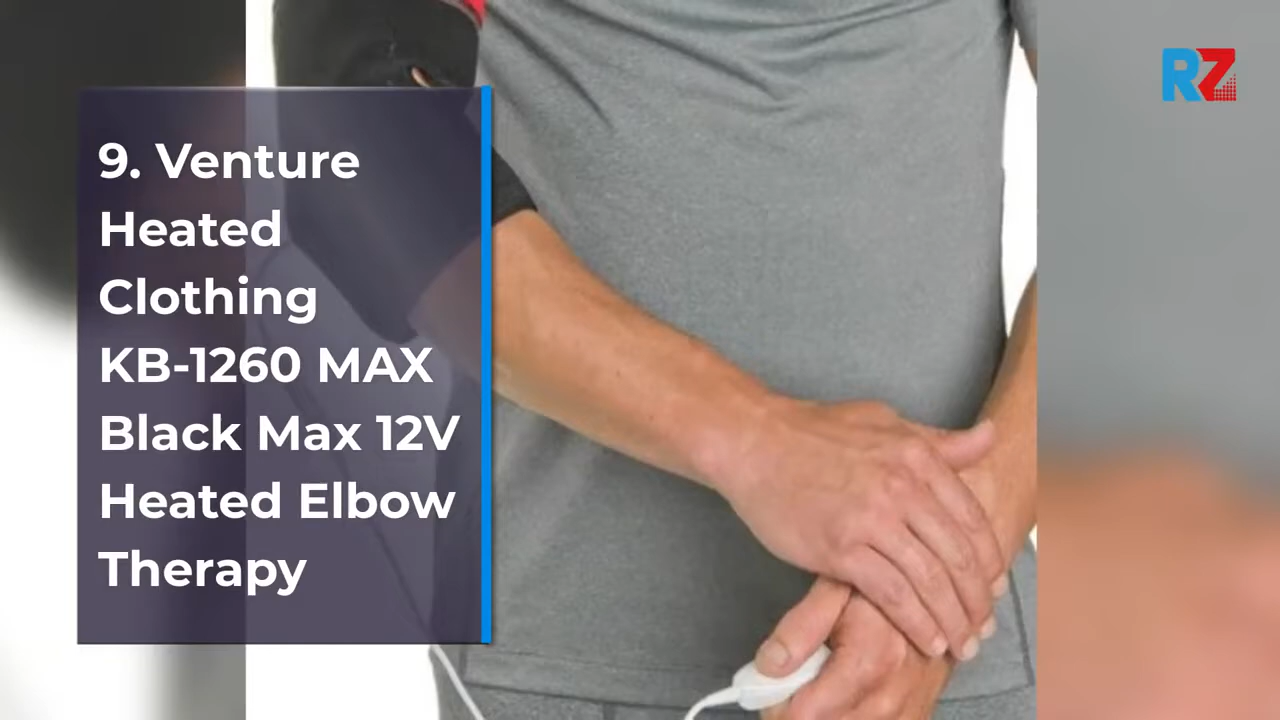 RZ
9. Venture
Heated
Clothing
KB-1260 MAX
Black Max 12V
Heated Elbow
Therapy